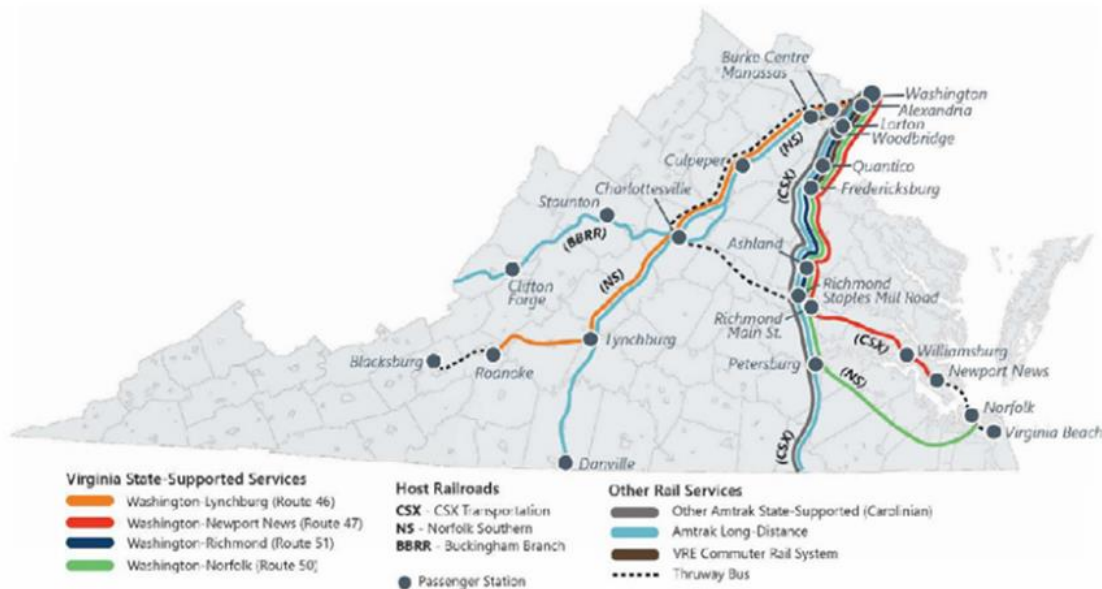 Burke Centre
Manassas
Washington
Alexandria
Lorton
Woodbridge
(NS)
Culpeper
Quantico
(CSX)
Fredericksburg
Charlottesville
Staunton
(BBRR)
Ashland
Clifton
Forge
(NS)
Richmond
Staples Mill Road
Richmond
Main St.
Lynchburg
(CSX)
Williamsburg
Blacksburg
Roanoke
Petersburg
(NS)
Newport News
Norfolk
Virginia Beach
(CSX)
Danville
Virginia State-Supported Services
Washington-Lynchburg (Route 46)
Washington-Newport News (Route 47)
Washington-Richmond (Route 51)
Washington-Norfolk (Route 50)
Host Railroads
CSX - CSX Transportation
NS - Norfolk Southern
BBRR - Buckingham Branch
Passenger Station
Other Rail Services
Other Amtrak State-Supported (Carolinian)
Amtrak Long-Distance
VRE Commuter Rail System
Thruway Bus